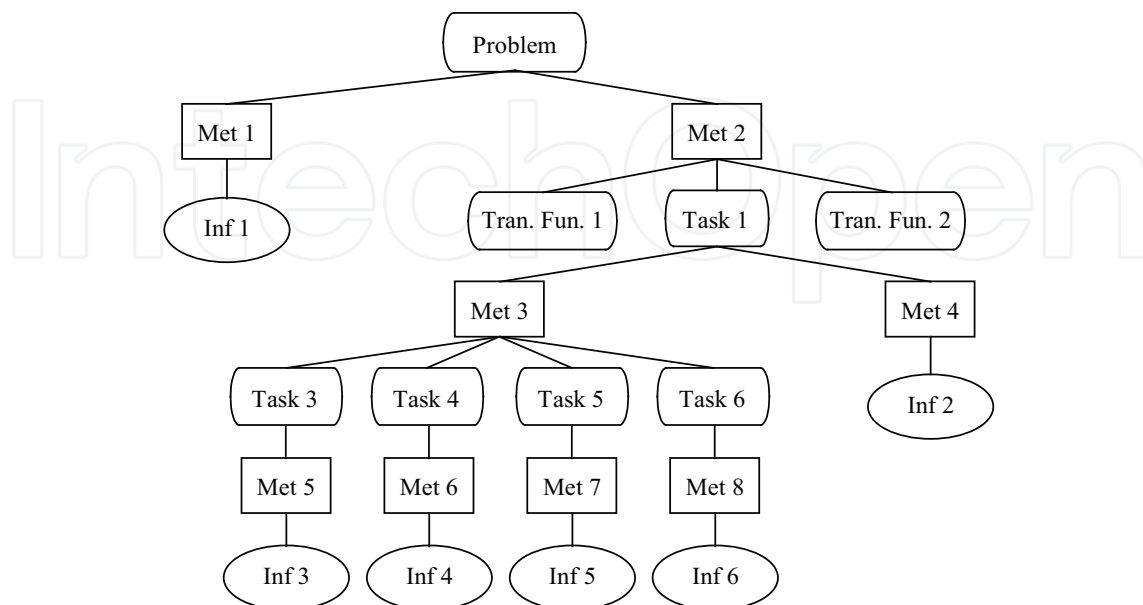 Problem
IntechOpen
Met 1
Met 2
Inf 1
Tran. Fun. 1
Task 1
Tran. Fun. 2
Met 3
Met 4
Task 3
Task 4
Task 5
Task 6
Inf 2
Met 5
Met 6
Met 7
Met 8
Inf 3
Inf 4
Inf 5
Inf 6